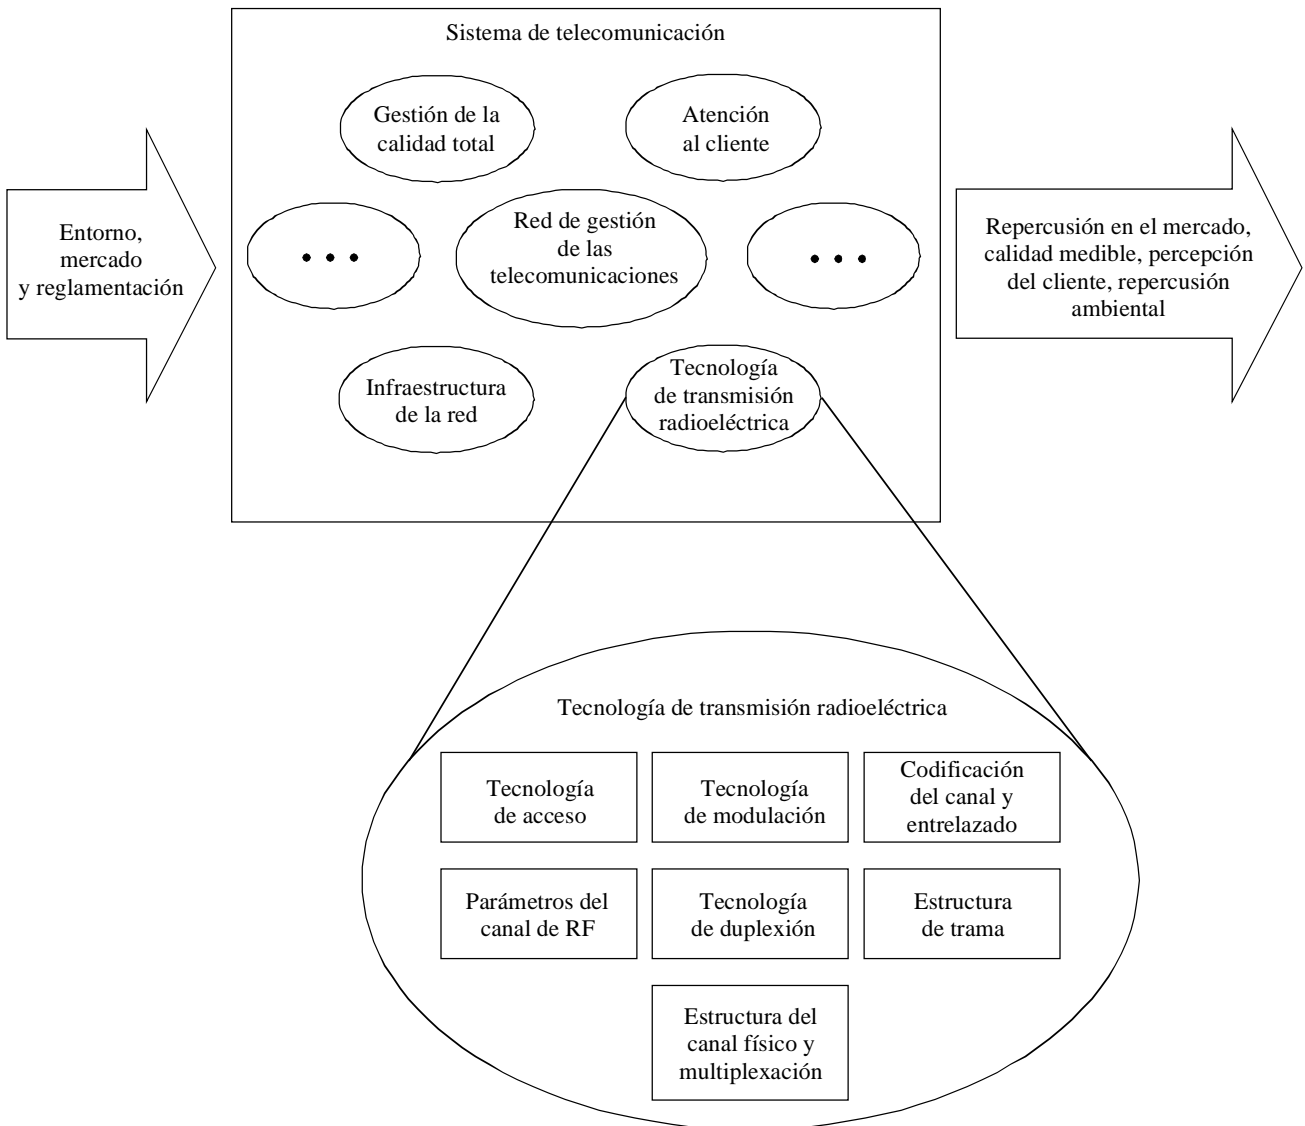 Sistema de telecomunicación
Gestión de la
calidad total
Atención
al cliente
Entorno,
mercado
y reglamentación
Red de gestión
de las
telecomunicaciones
Repercusión en el mercado,
calidad medible, percepción
del cliente, repercusión
ambiental
Infraestructura
de la red
Tecnología
de transmisión
radioeléctrica
Tecnología de transmisión radioeléctrica
Tecnología
de acceso
Tecnología
de modulación
Codificación
del canal y
entrelazado
Parámetros del
canal de RF
Tecnología
de duplexión
Estructura
de trama
Estructura del
canal físico y
multiplexación